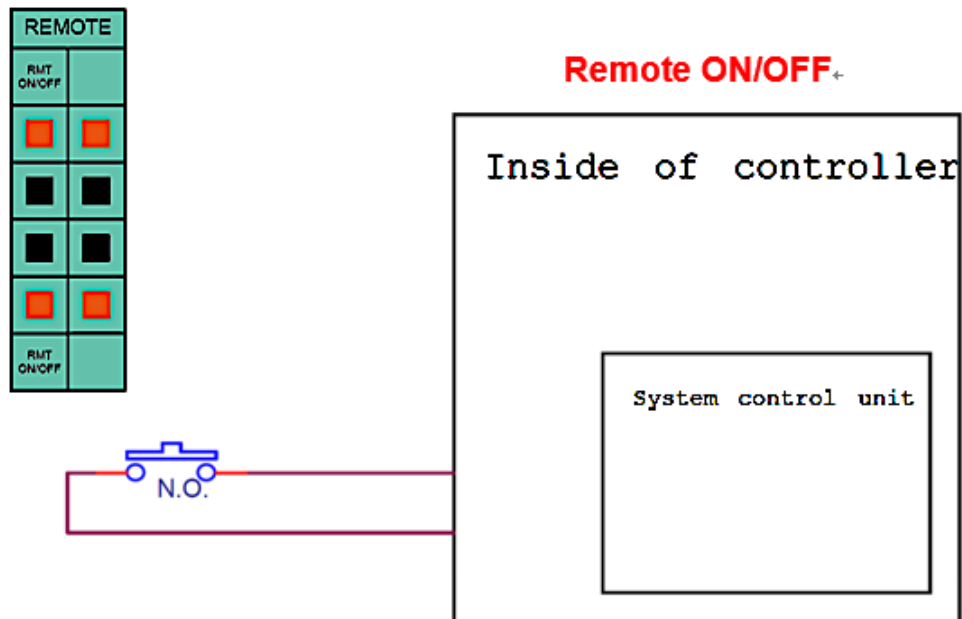 REMOTE
RMT
ON/OFF
Remote ON/OFF↵
Inside of controller
System control unit
RMT
ON/OFF
N.O.